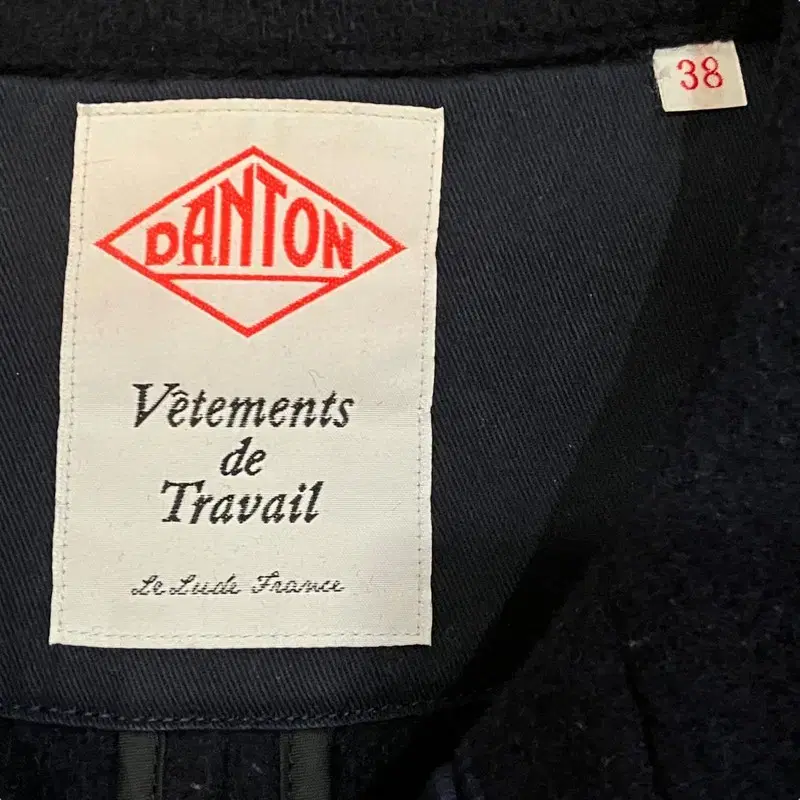 38
DANTON
Vêtements
de
Travail
Le Lude France